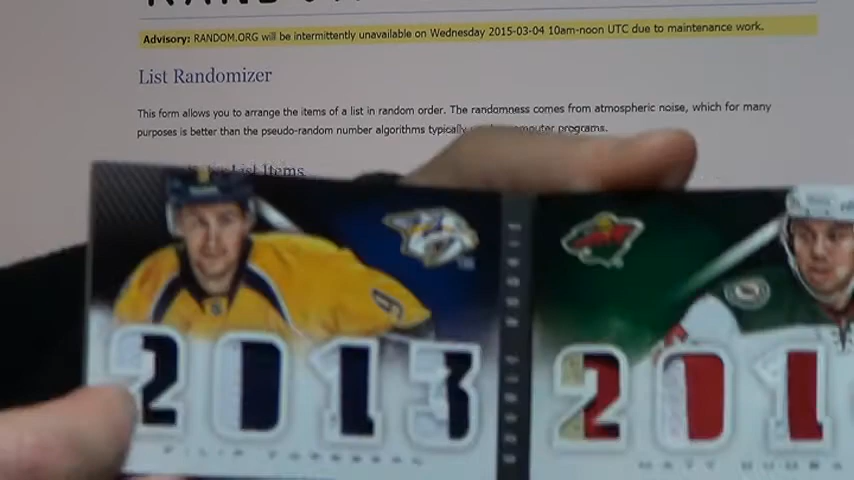 Advisory: RANDOM.ORG will be intermittently unavailable on Wednesday 2015-03-04 10am-noon UTC due to maintenance work.
List Randomizer
This form allows you to arrange the items of a list in random order. The randomness comes from atmospheric noise, which for many
purposes is better than the pseudo-random number algorithms typically computer programs.
List Items
2013
201